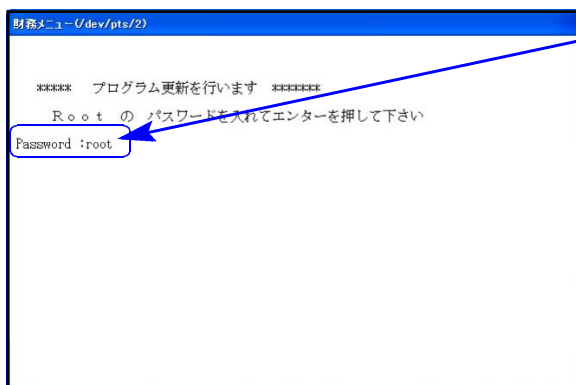 財務メニュー(/dev/pts/2)
***** プログラム更新を行います *******
Ｒｏｏｔ の パスワードを入れてエンターを押して下さい
Password :root